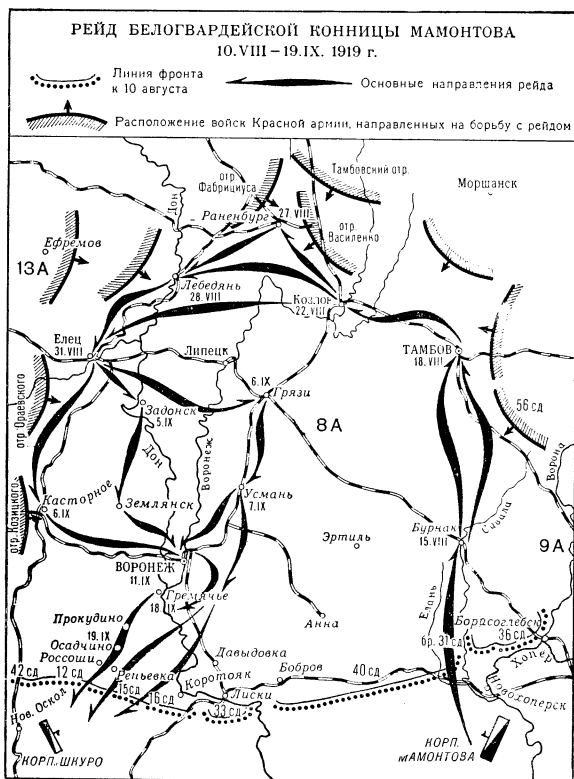 РЕЙД БЕЛОГВАРДЕЙСКОЙ КОННИЦЫ МАМОНТОВА
10.VIII–19.IX. 1919 г.
Линия фронта
к 10 августа
Основные направления рейда
Расположение войск Красной армии, направленных на борьбу с рейдом
отр.
Фабрициуса
Тамбовский отр.
Моршанск
Дон
Раненбург
27.VIII
отр.
Василенко
Ефремов
13А
Лебедянь
28.VIII
Козлов
22.VIII
Елец
31.VIII
Липецк
ТАМБОВ
18.VIII
6.IX
Грязи
отр. Ораевского
Задонск
5.IX
8А
56 сд
Дон
Воронеж
Ворона
Касторное
6.IX
отр. Козицкого
Землянск
Усмань
7.IX
Савала
Бурнак
15.VIII
Эртиль
9А
ВОРОНЕЖ
11.IX
Гремячье
18.IX
Елань
Прокудино
19.IX
Анна
Борисоглебск
36 сд
бр. 31 сд
Осадчино
Россоши
Давыдовка
Хопер
42 сд
12 сд
Репьевка
15 сд
16 сд
Коротояк
Бобров
40 сд
Лиски
33 сд
Новохоперск
Нов. Оскол
КОРП. ШКУРО
КОРП.
МАМОНТОВА